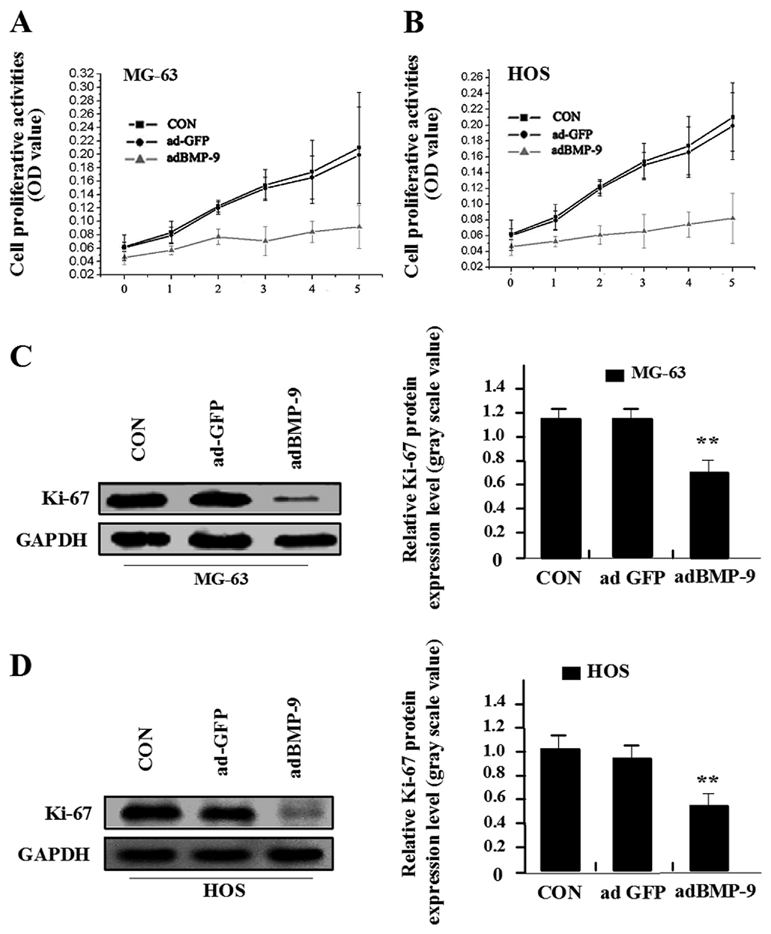 A
MG-63
Cell proliferative activities
(OD value)
0.32
0.30
0.28
0.26
0.24
0.22
0.20
0.18
0.16
0.14
0.12
0.10
0.08
0.06
0.04
0.02
CON
ad-GFP
adBMP-9
0 1 2 3 4 5
B
HOS
Cell proliferative activities
(OD value)
0.26
0.24
0.22
0.20
0.18
0.16
0.14
0.12
0.10
0.08
0.06
0.04
0.02
CON
ad-GFP
adBMP-9
0 1 2 3 4 5
C
CON
ad-GFP
adBMP-9
Ki-67
GAPDH
MG-63
Relative Ki-67 protein
expression level (gray scale value)
MG-63
1.4
1.2
1.0
0.8
0.6
0.4
0.2
0
**
CON ad GFP adBMP-9
D
CON
ad-GFP
adBMP-9
Ki-67
GAPDH
HOS
Relative Ki-67 protein
expression level (gray scale value)
HOS
1.4
1.2
1.0
0.8
0.6
0.4
0.2
0
**
CON ad GFP adBMP-9